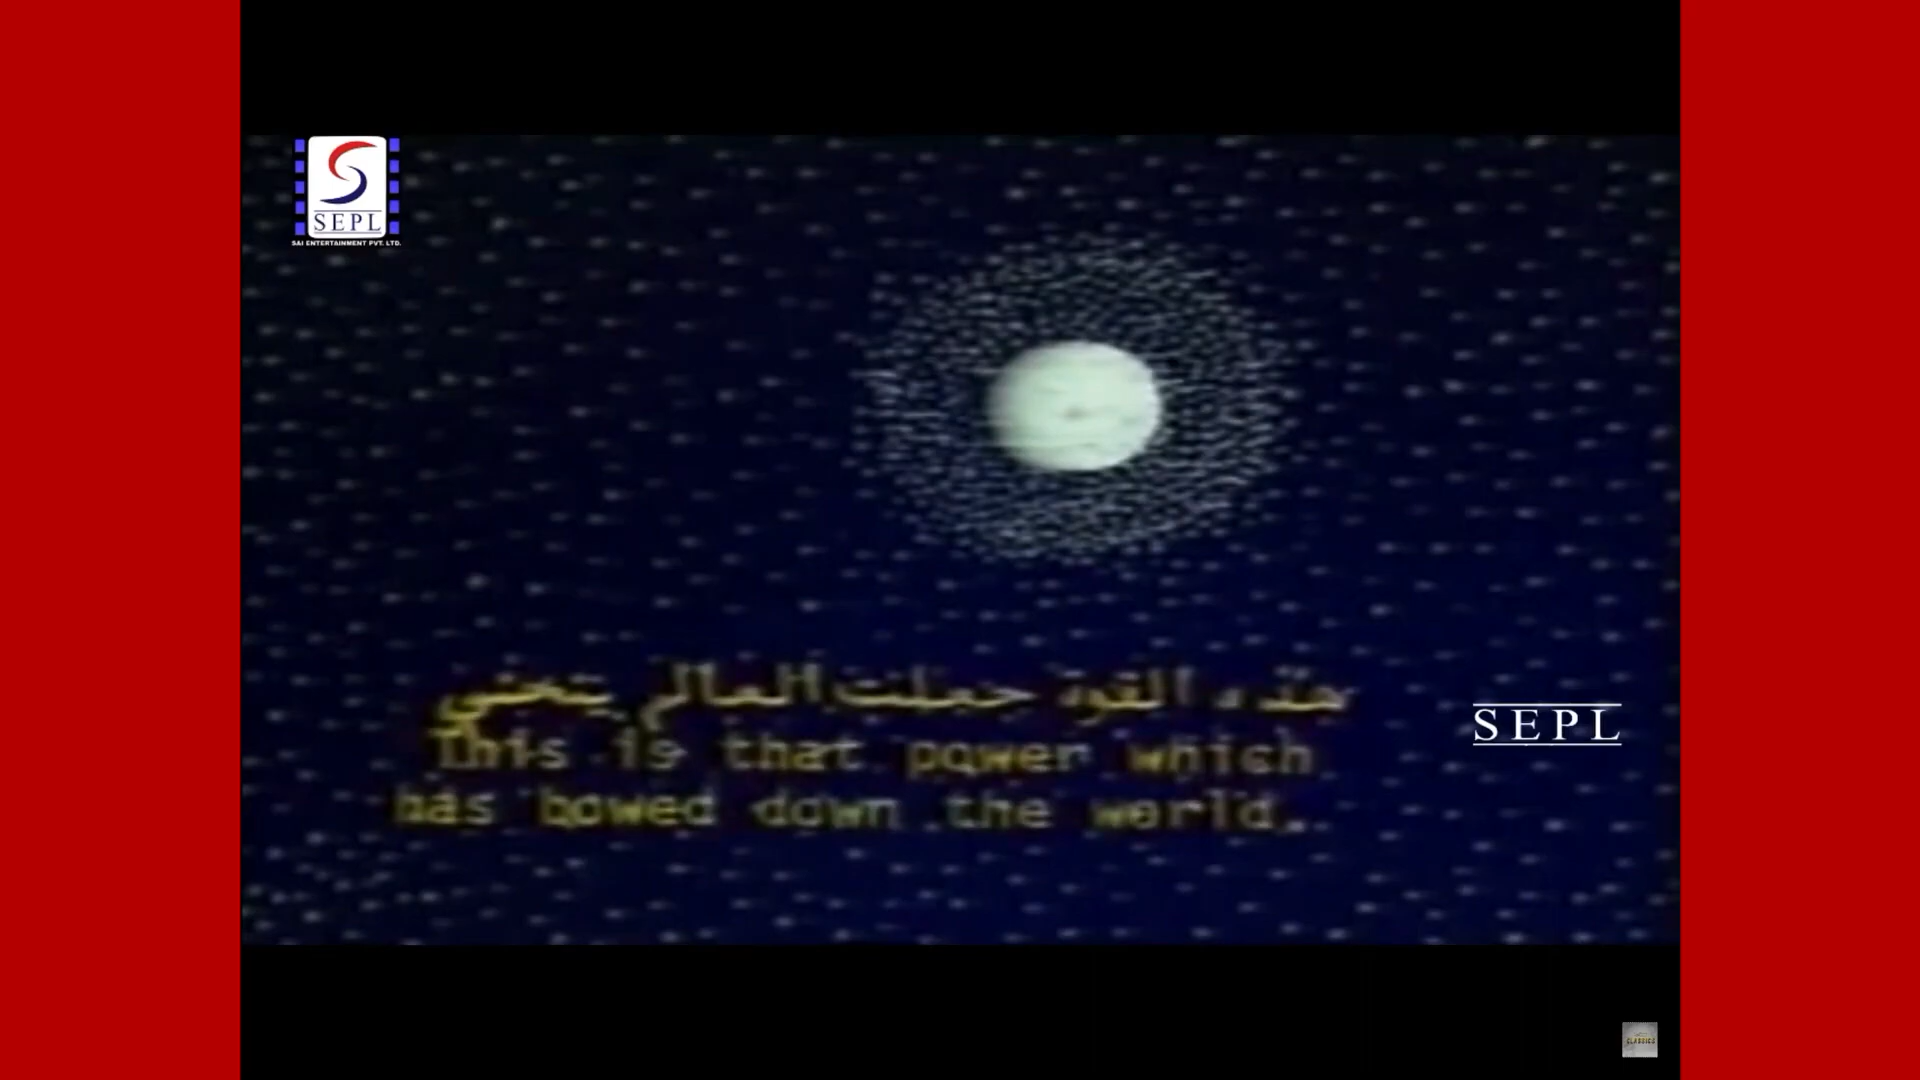 SEPL
SAI ENTERTAINMENT PVT. LTD.
هذه القوة جعلت العالم ينحني
This is that power which
has bowed down the world.
SEPL
CLASSICS